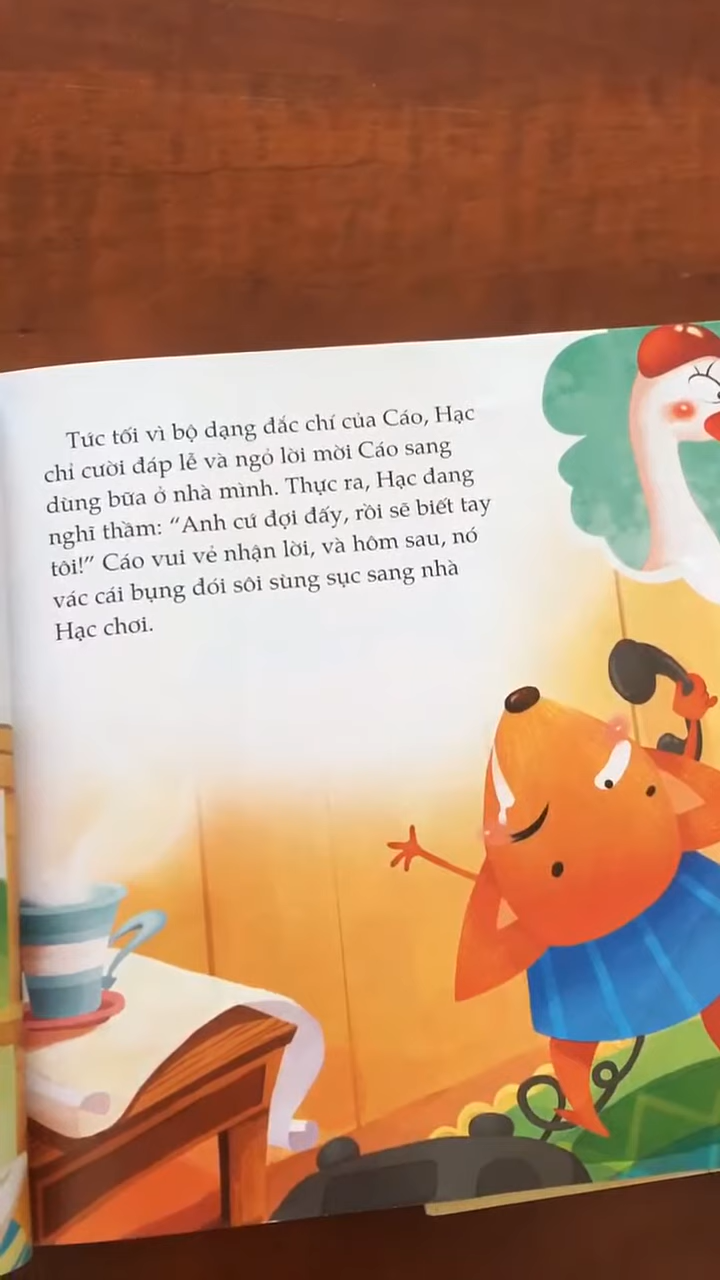 Tức tối vì bộ dạng đắc chí của Cáo, Hạc
chỉ cười đáp lễ và ngỏ lời mời Cáo sang
dùng bữa ở nhà mình. Thực ra, Hạc đang
nghĩ thầm: “Anh cứ đợi đấy, rồi sẽ biết tay
tôi!” Cáo vui vẻ nhận lời, và hôm sau, nó
vác cái bụng đói sôi sùng sục sang nhà
Hạc chơi.